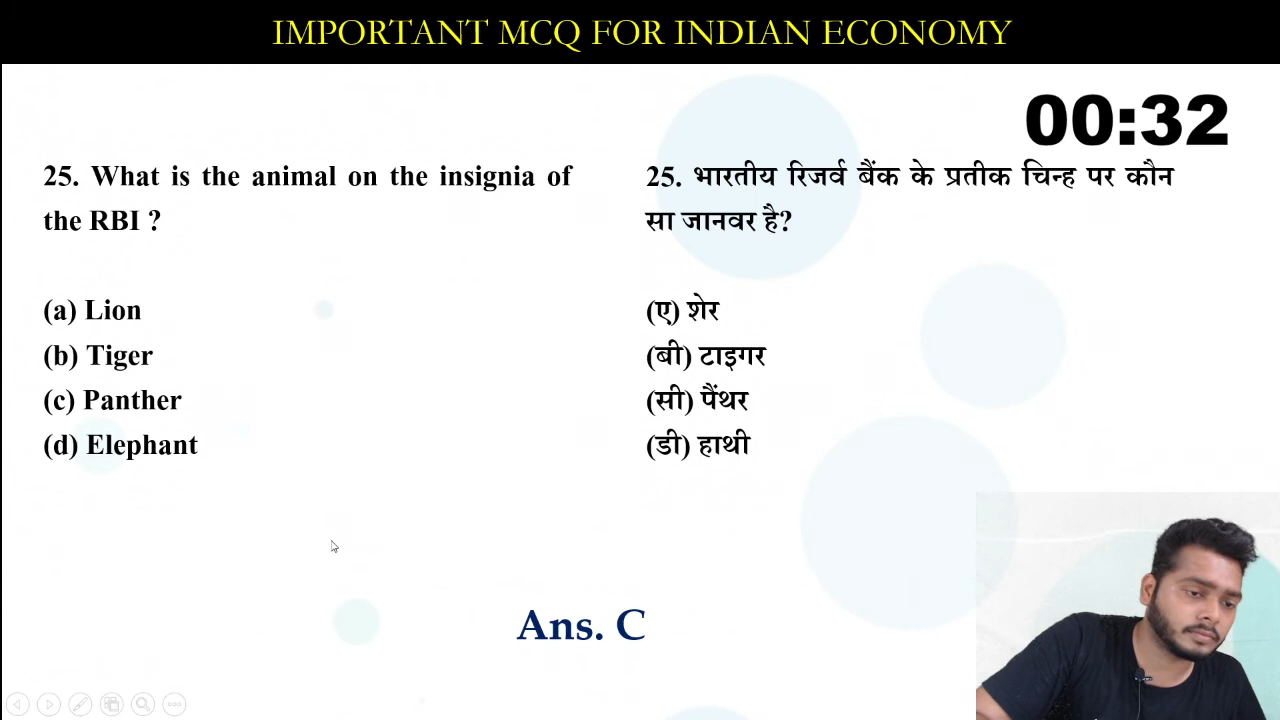 IMPORTANT MCQ FOR INDIAN ECONOMY
00:32
25. What is the animal on the insignia of
the RBI ?
(a) Lion
(b) Tiger
(c) Panther
(d) Elephant
25. भारतीय रिजर्व बैंक के प्रतीक चिन्ह पर कौन
सा जानवर है?
(ए) शेर
(बी) टाइगर
(सी) पैंथर
(डी) हाथी
Ans. C